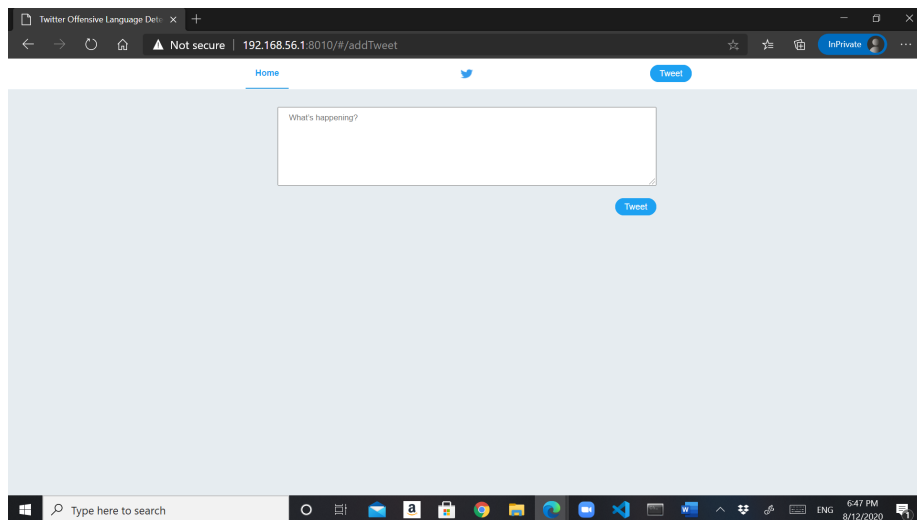 Twitter Offensive Language Dete
Not secure | 192.168.56.1:8010/#/addTweet
InPrivate
Home
Tweet
What's happening?
Tweet
Type here to search
a
W
ENG
6:47 PM
8/12/2020